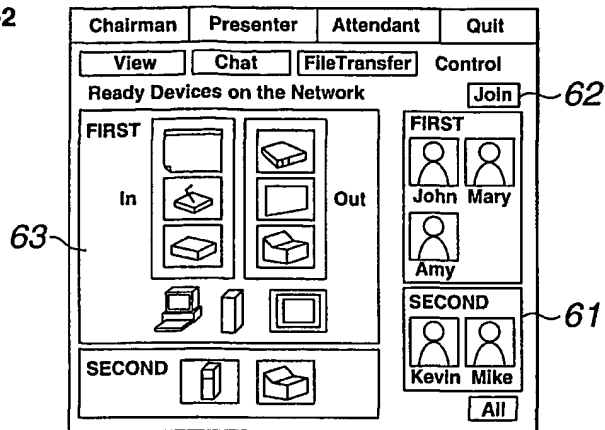 -2
Chairman Presenter Attendant Quit
View Chat FileTransfer Control
Ready Devices on the Network
Join 62
FIRST
In
Out
63
FIRST
John Mary
Amy
SECOND
61
Kevin Mike
SECOND
All